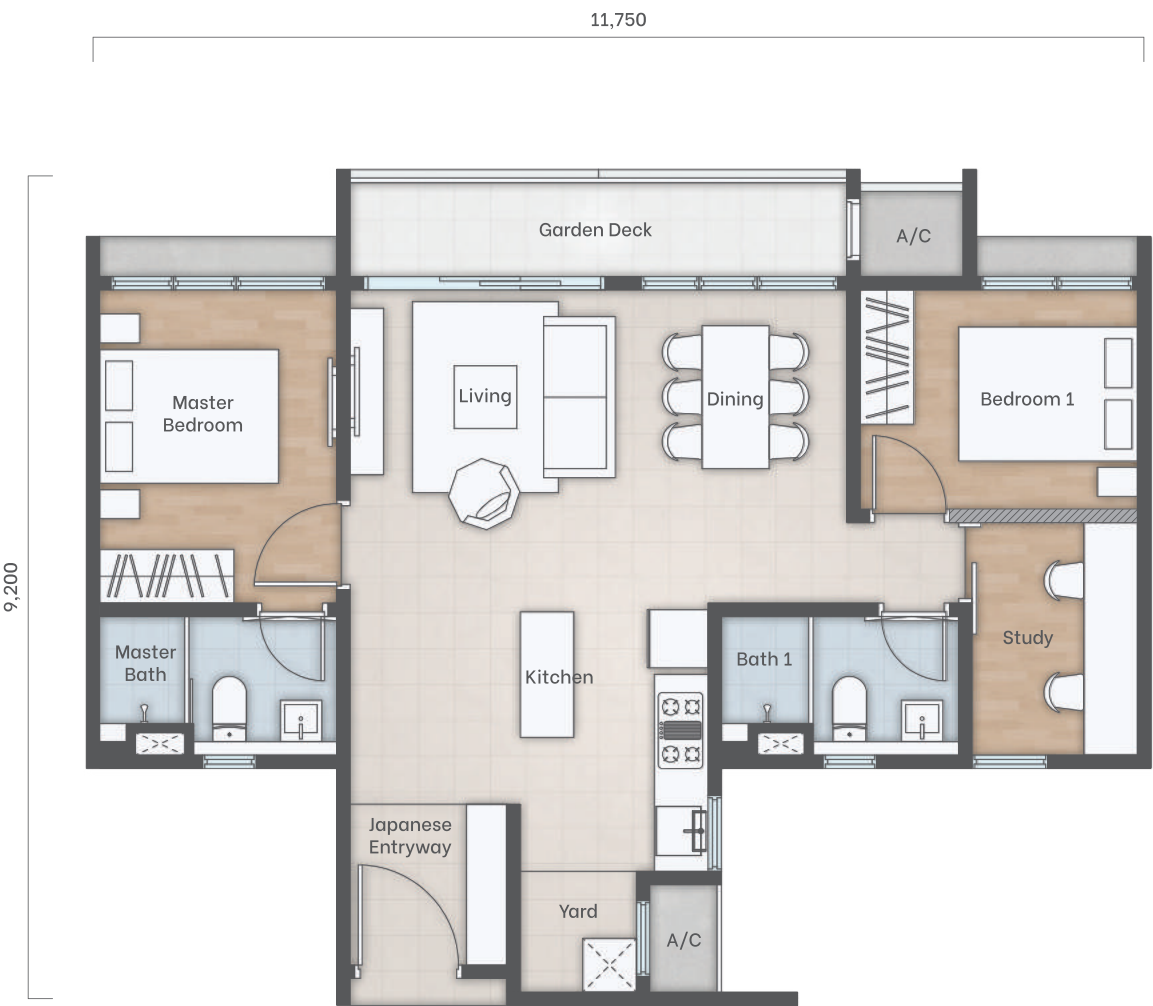 11,750
Garden Deck
A/C
Master
Bedroom
Living
Dining
Bedroom 1
9,200
Master
Bath
Kitchen
Bath 1
Study
Japanese
Entryway
Yard
A/C